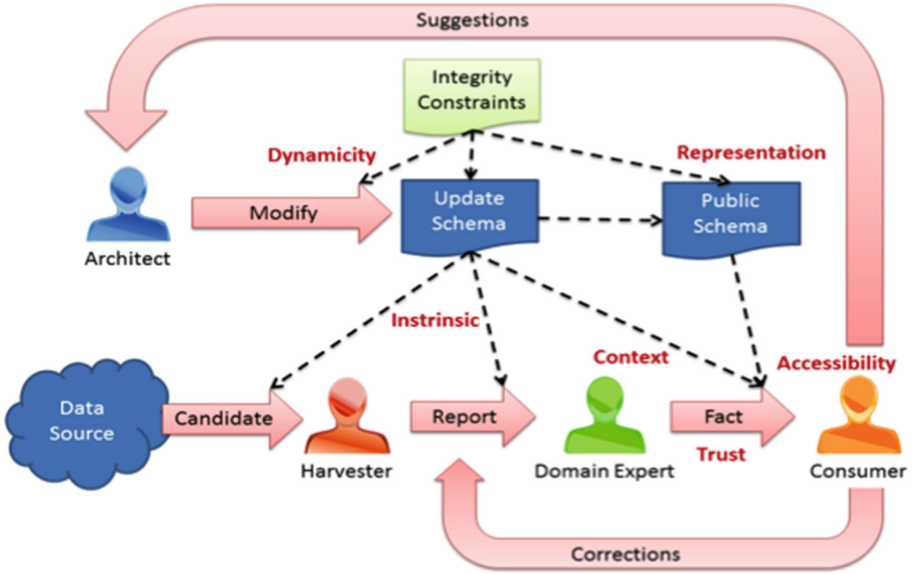 Suggestions
Integrity
Constraints
Dynamicity
Representation
Modify
Update
Schema
Public
Schema
Architect
Instrinsic
Context
Accessibility
Data
Source
Candidate
Report
Fact
Trust
Harvester
Domain Expert
Consumer
Corrections